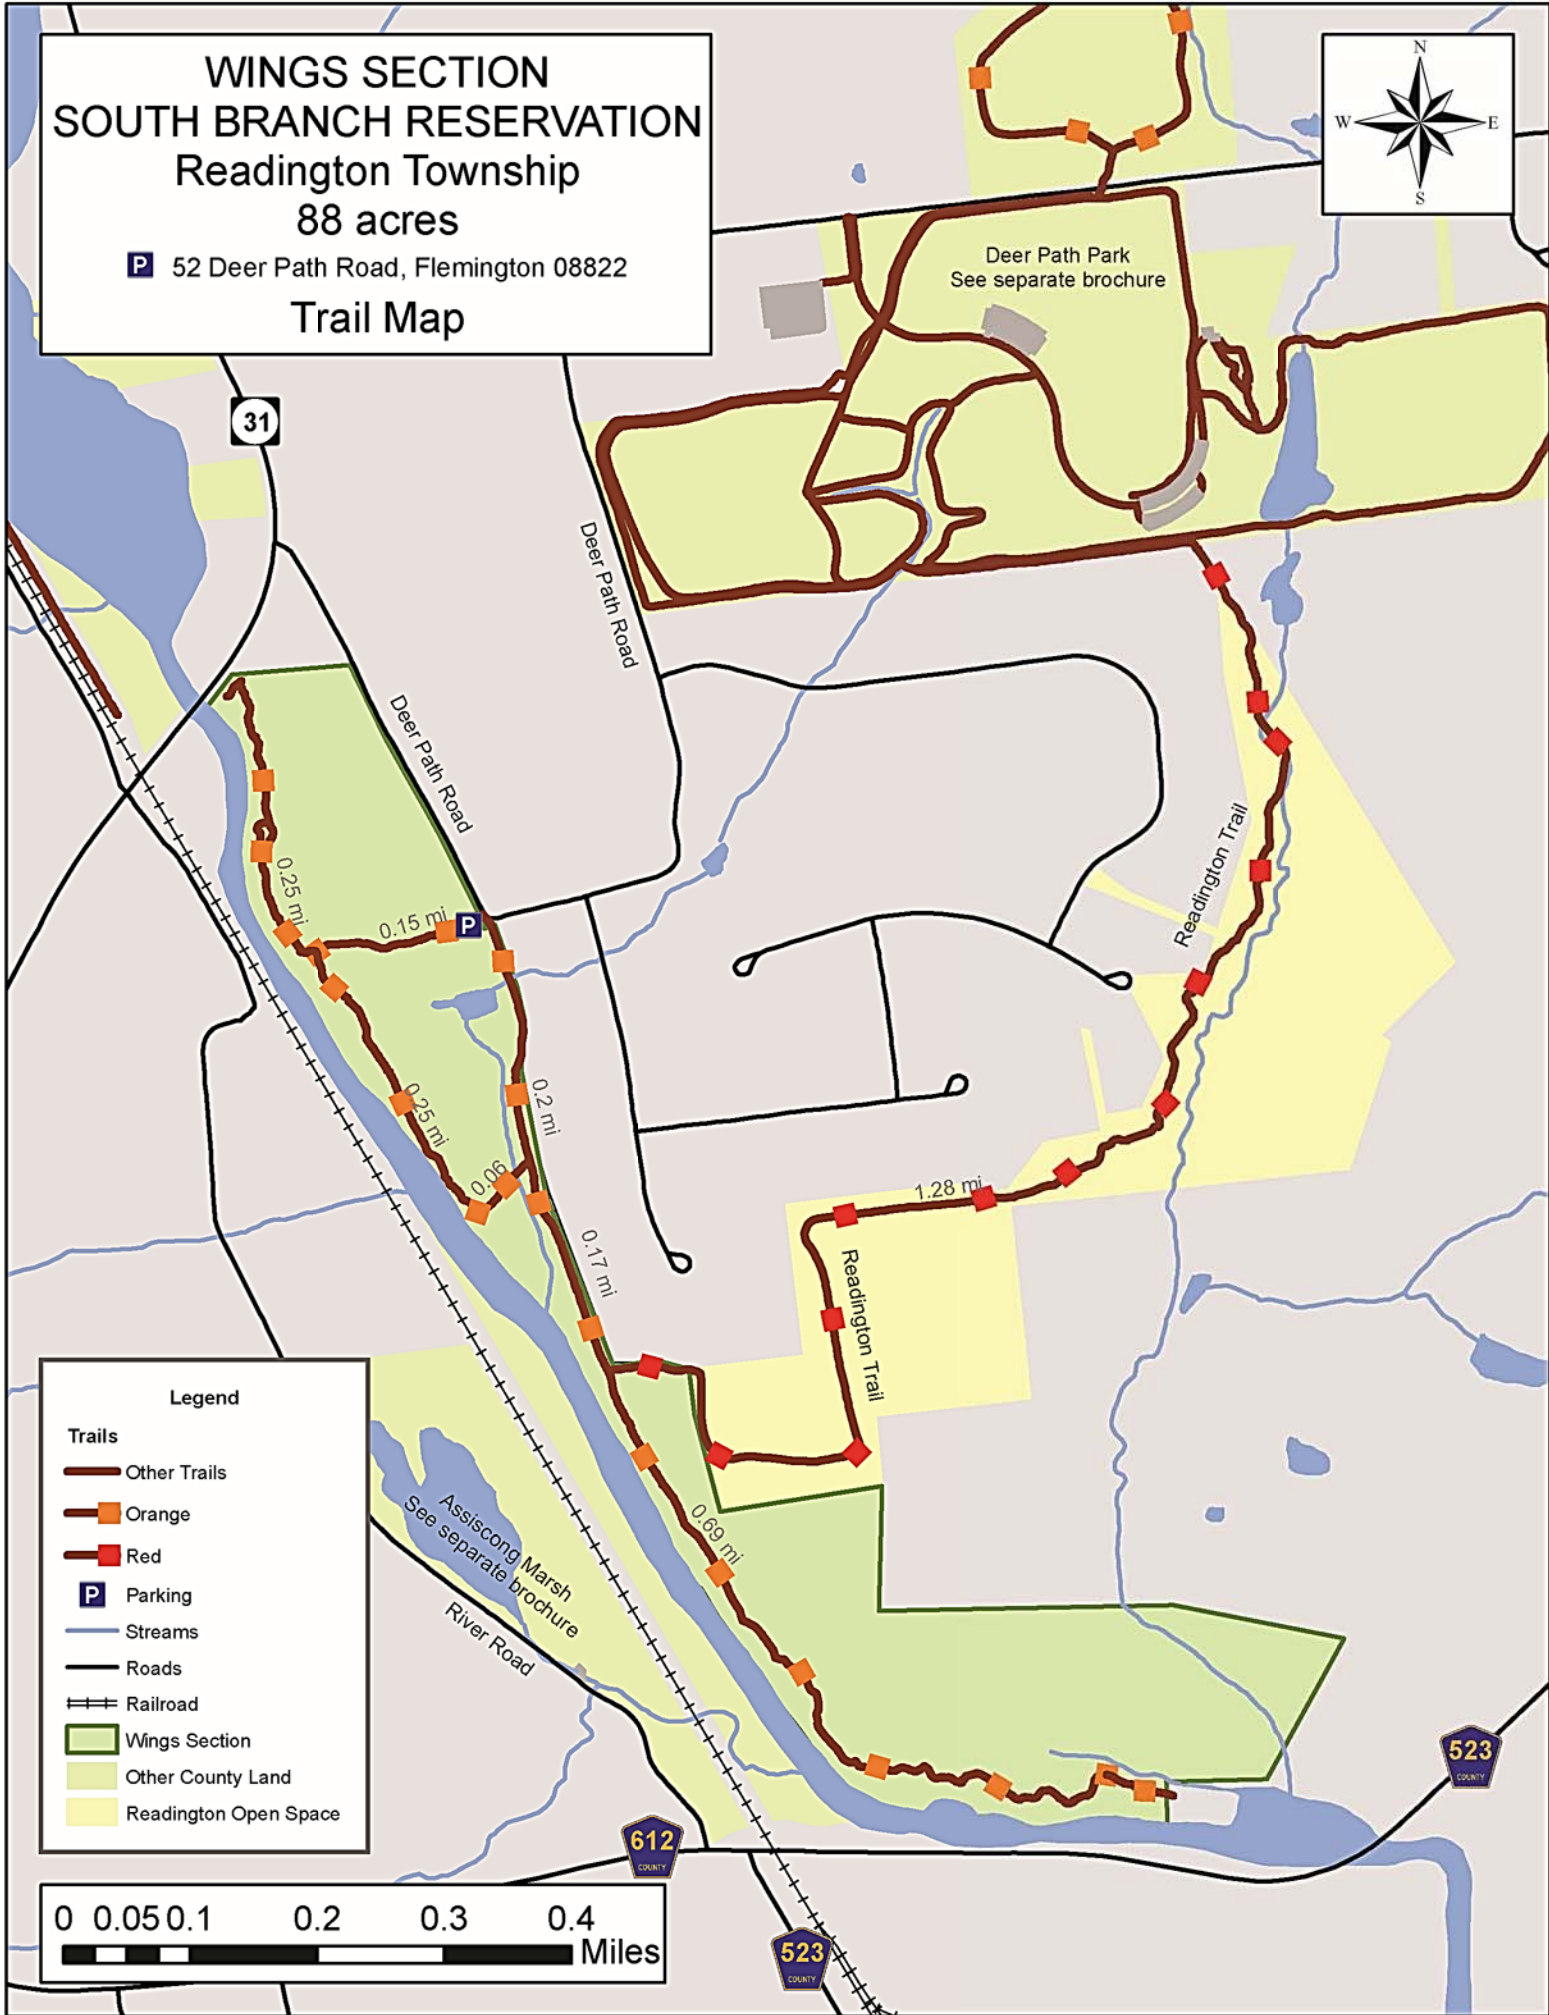 WINGS SECTION
SOUTH BRANCH RESERVATION
Readington Township
88 acres
P 52 Deer Path Road, Flemington 08822
Trail Map
N
W E
S
Deer Path Park
See separate brochure
31
Deer Path Road
Deer Path Road
Readington Trail
0.25 mi
0.15 mi
P
0.25 mi
0.2 mi
0.06
0.17 mi
1.28 mi
Readington Trail
0.69 mi
Assiscong Marsh
See separate brochure
River Road
Legend
Trails
Other Trails
Orange
Red
P Parking
Streams
Roads
Railroad
Wings Section
Other County Land
Readington Open Space
523
COUNTY
612
COUNTY
523
COUNTY
0 0.05 0.1 0.2 0.3 0.4
Miles